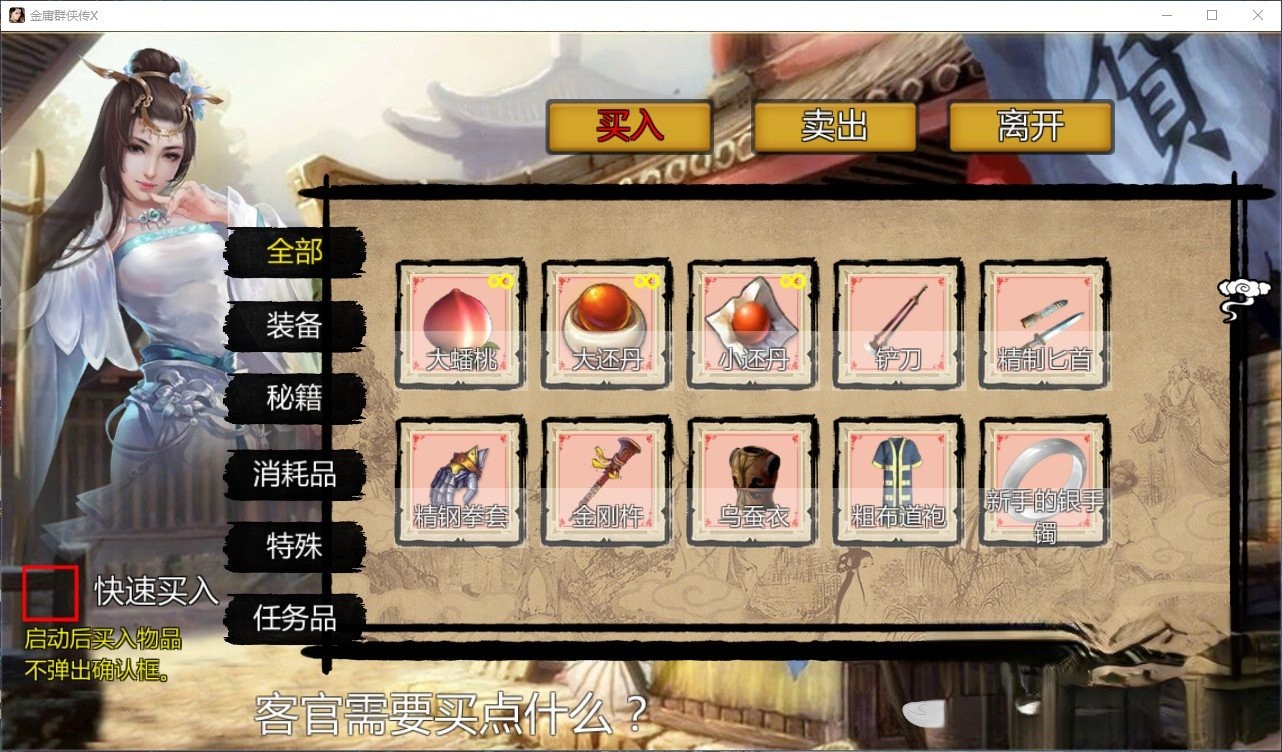 金庸群侠传X
買入
卖出
离开
貨
全部
装备
秘籍
消耗品
特殊
任务品
大蟠桃
大还丹
小还丹
铲刀
精制匕首
精钢拳套
金刚杵
乌蚕衣
粗布道袍
新手的银手
镯
快速买入
启动后买入物品
不弹出确认框。
客官需要买点什么？